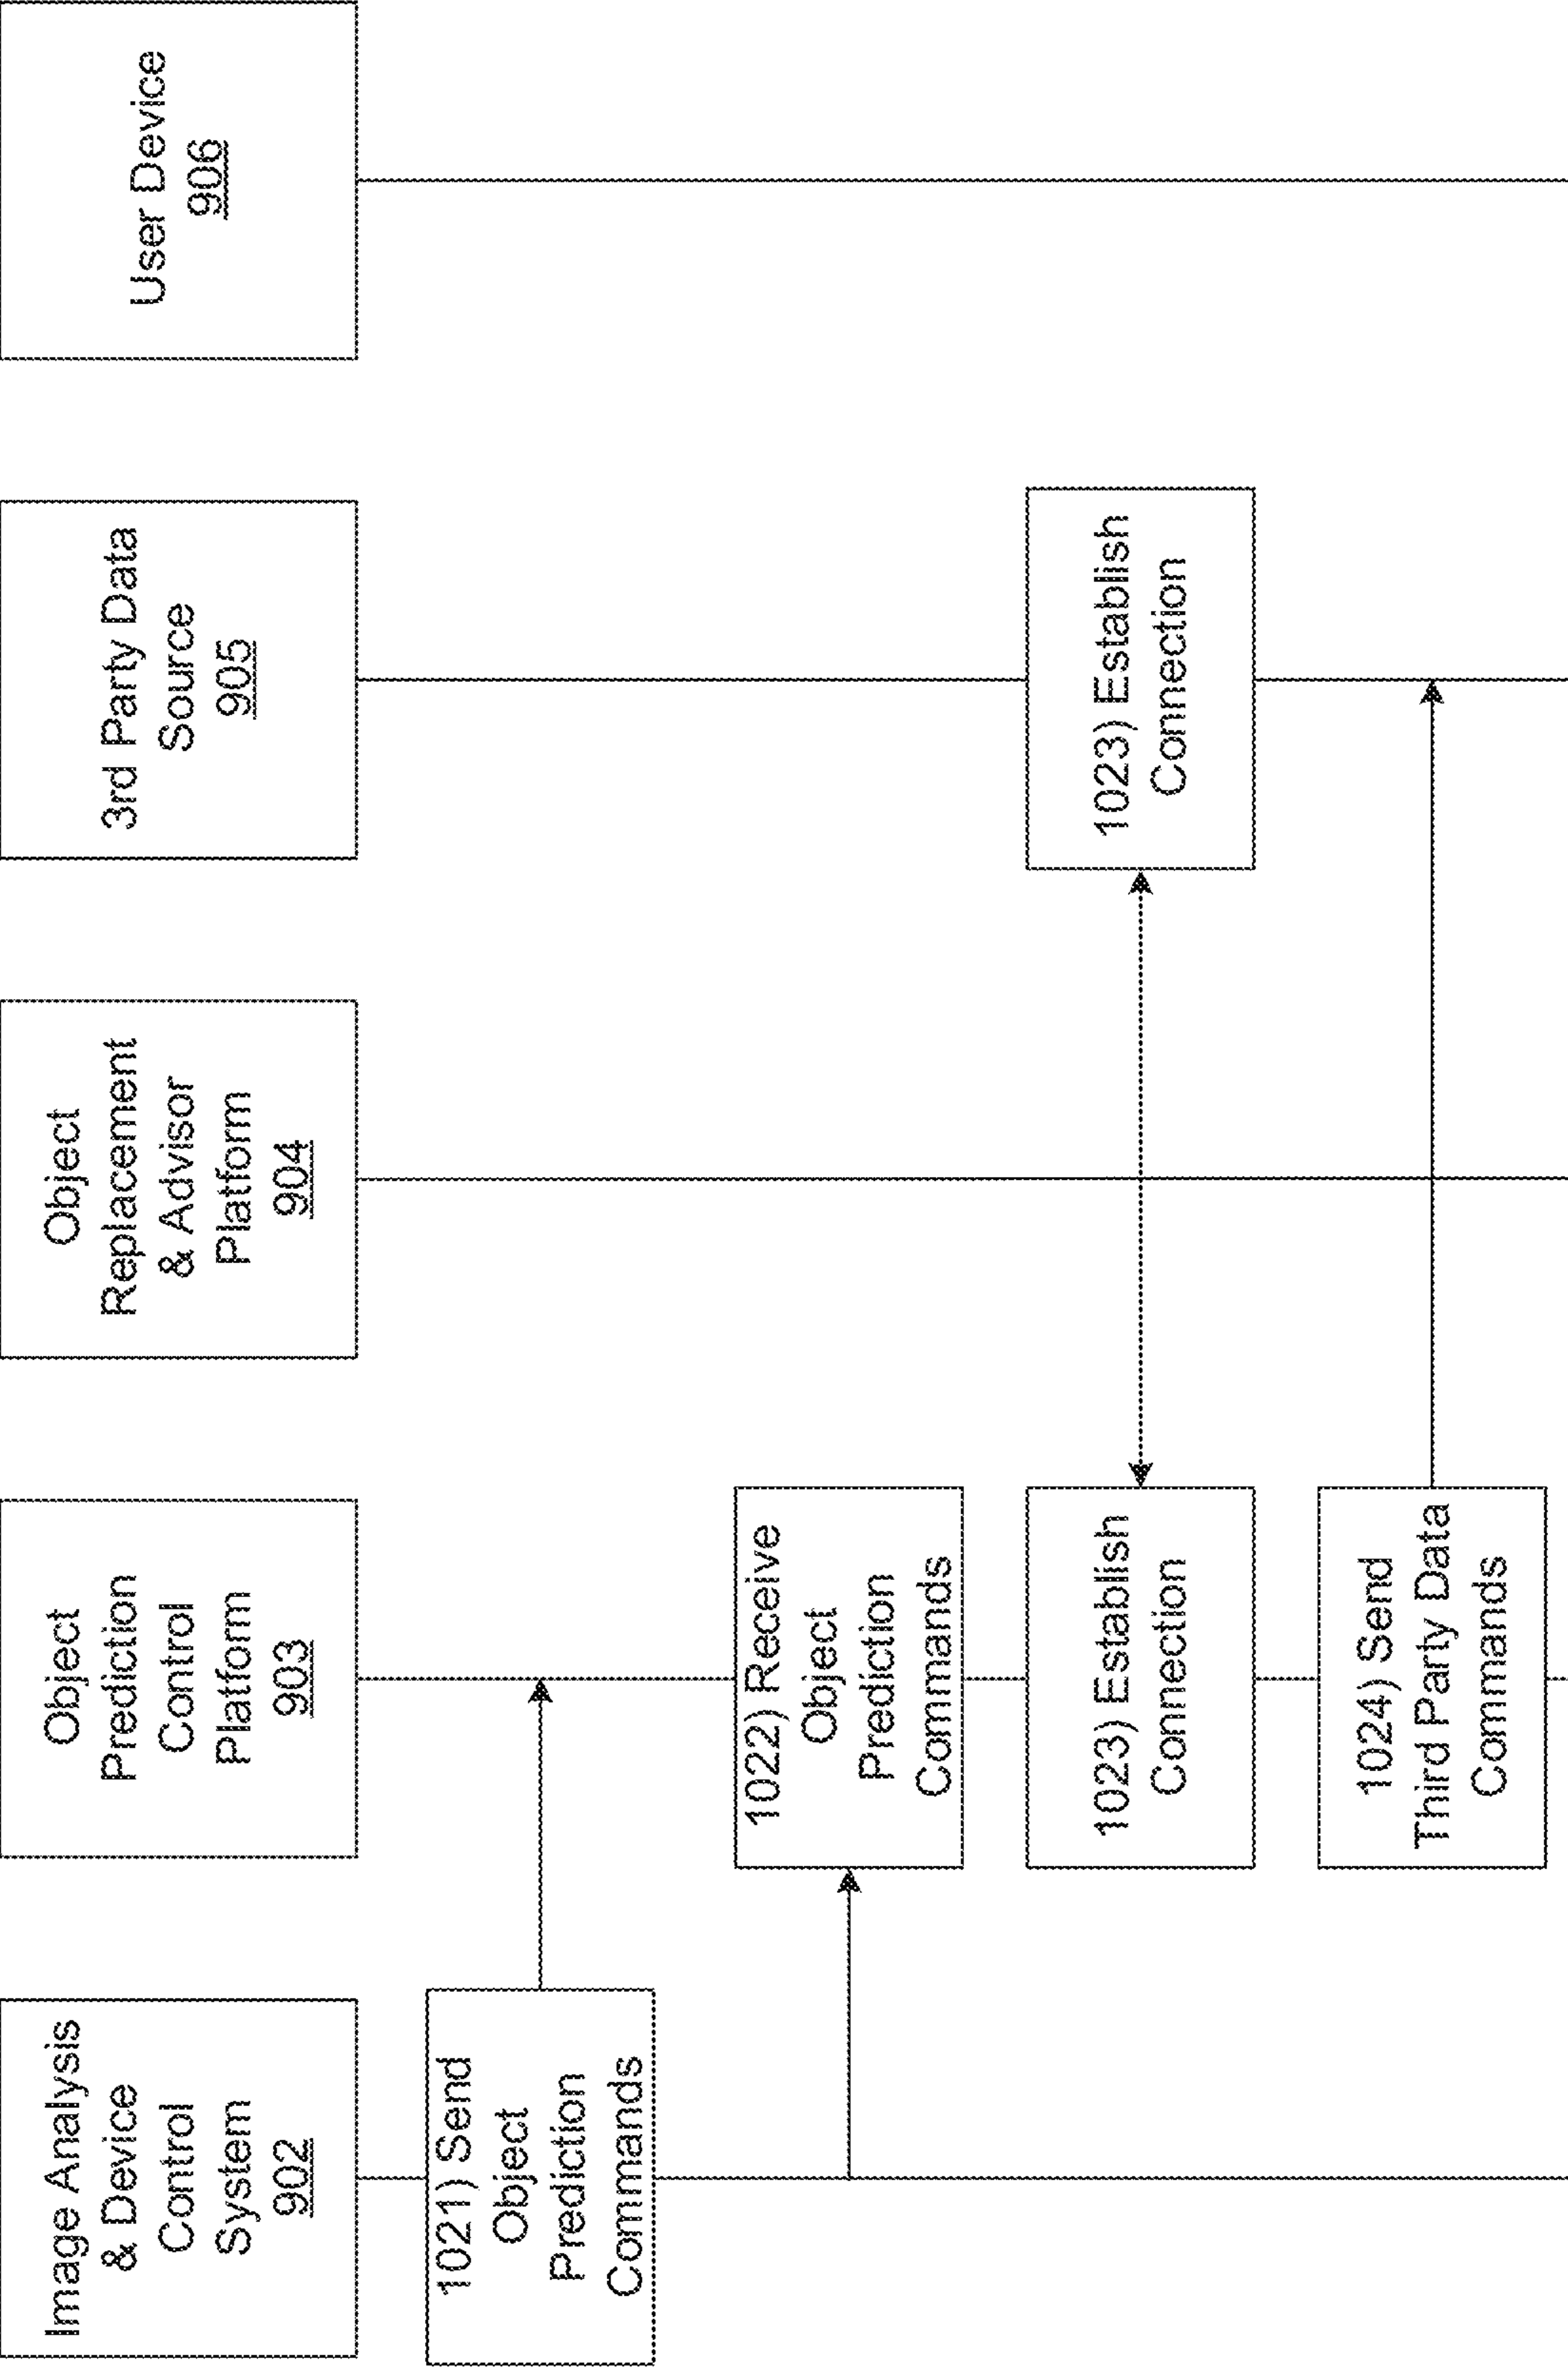 Image Analysis
& Device
Control
System
902
Object
Prediction
Control
Platform
903
Object
Replacement
& Advisor
Platform
904
3rd Party Data
Source
905
User Device
906
1021) Send
Object
Prediction
Commands
1022) Receive
Object
Prediction
Commands
1023) Establish
Connection
1023) Establish
Connection
1024) Send
Third Party Data
Commands